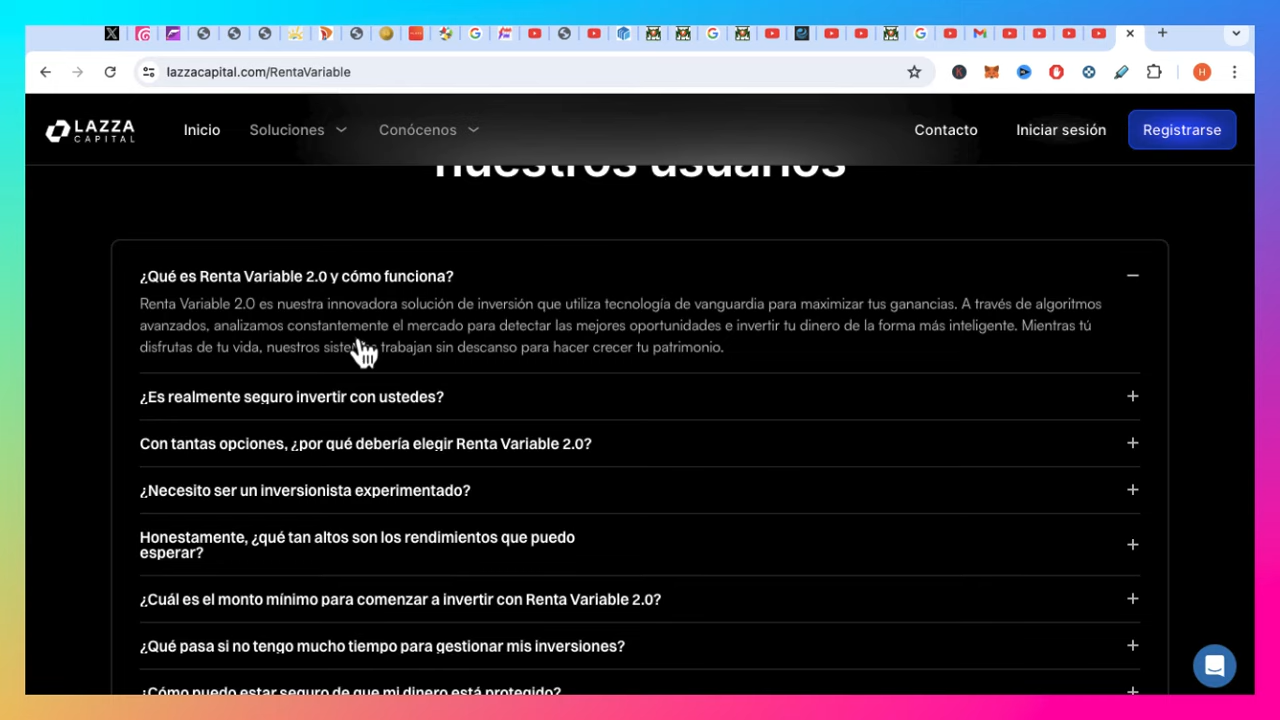 lazzacapital.com/RentaVariable
H
LAZZA
CAPITAL
Inicio
Soluciones
Conócenos
Contacto
Iniciar sesión
Registrarse
nuestros usuarios
¿Qué es Renta Variable 2.0 y cómo funciona?
Renta Variable 2.0 es nuestra innovadora solución de inversión que utiliza tecnología de vanguardia para maximizar tus ganancias. A través de algoritmos
avanzados, analizamos constantemente el mercado para detectar las mejores oportunidades e invertir tu dinero de la forma más inteligente. Mientras tú
disfrutas de tu vida, nuestros sistemas trabajan sin descanso para hacer crecer tu patrimonio.
¿Es realmente seguro invertir con ustedes?
Con tantas opciones, ¿por qué debería elegir Renta Variable 2.0?
¿Necesito ser un inversionista experimentado?
Honestamente, ¿qué tan altos son los rendimientos que puedo
esperar?
¿Cuál es el monto mínimo para comenzar a invertir con Renta Variable 2.0?
¿Qué pasa si no tengo mucho tiempo para gestionar mis inversiones?
¿Cómo puedo estar seguro de que mi dinero está protegido?